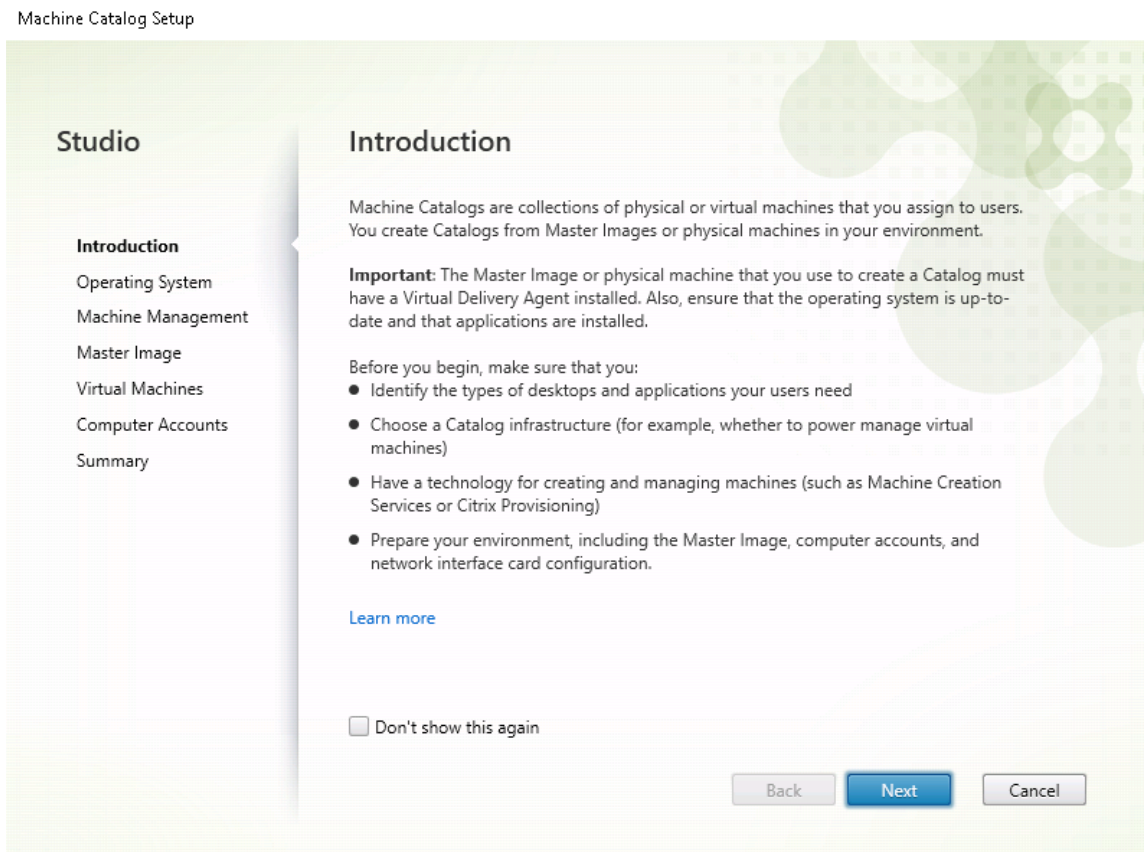 Machine Catalog Setup
Studio
Introduction
Operating System
Machine Management
Master Image
Virtual Machines
Computer Accounts
Summary
Introduction
Machine Catalogs are collections of physical or virtual machines that you assign to users.
You create Catalogs from Master Images or physical machines in your environment.
Important: The Master Image or physical machine that you use to create a Catalog must
have a Virtual Delivery Agent installed. Also, ensure that the operating system is up-to-
date and that applications are installed.
Before you begin, make sure that you:
● Identify the types of desktops and applications your users need
● Choose a Catalog infrastructure (for example, whether to power manage virtual
machines)
● Have a technology for creating and managing machines (such as Machine Creation
Services or Citrix Provisioning)
● Prepare your environment, including the Master Image, computer accounts, and
network interface card configuration.
Learn more
Don't show this again
Back Next Cancel